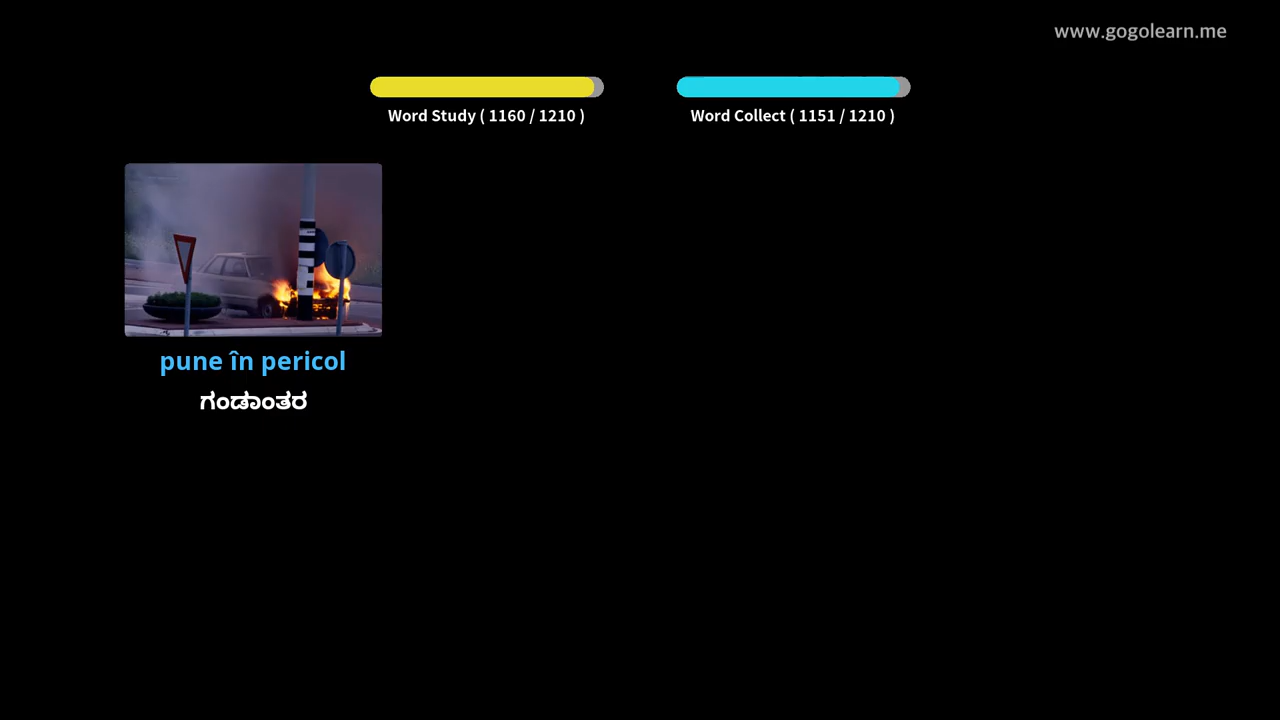 www.gogolearn.me
Word Study ( 1160 / 1210 )
Word Collect ( 1151 / 1210 )
pune în pericol
ಗಂಡಾಂತರ